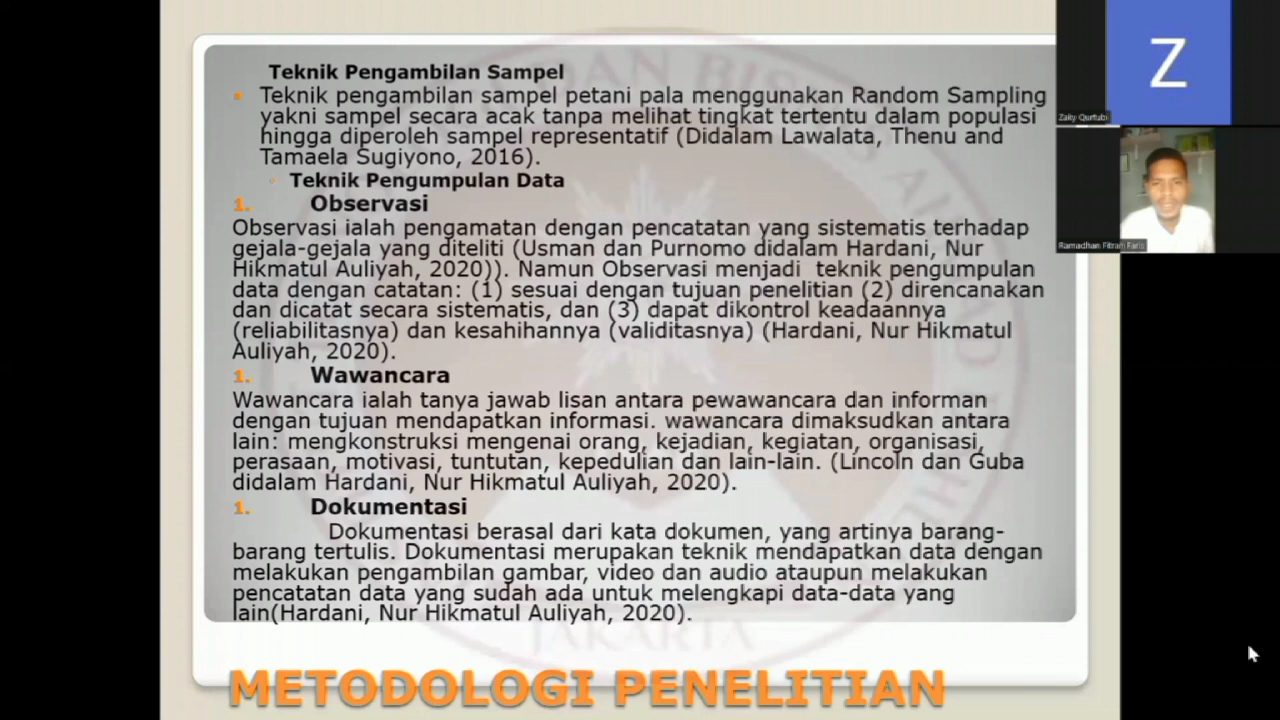 Teknik Pengambilan Sampel
Teknik pengambilan sampel petani pala menggunakan Random Sampling
yakni sampel secara acak tanpa melihat tingkat tertentu dalam populasi
hingga diperoleh sampel representatif (Didalam Lawalata, Thenu and
Tamaela Sugiyono, 2016).
Teknik Pengumpulan Data
1. Observasi
Observasi ialah pengamatan dengan pencatatan yang sistematis terhadap
gejala-gejala yang diteliti (Usman dan Purnomo didalam Hardani, Nur
Hikmatul Auliyah, 2020)). Namun Observasi menjadi teknik pengumpulan
data dengan catatan: (1) sesuai dengan tujuan penelitian (2) direncanakan
dan dicatat secara sistematis, dan (3) dapat dikontrol keadaannya
(reliabilitasnya) dan kesahihannya (validitasnya) (Hardani, Nur Hikmatul
Auliyah, 2020).
1. Wawancara
Wawancara ialah tanya jawab lisan antara pewawancara dan informan
dengan tujuan mendapatkan informasi. wawancara dimaksudkan antara
lain: mengkonstruksi mengenai orang, kejadian, kegiatan, organisasi,
perasaan, motivasi, tuntutan, kepedulian dan lain-lain. (Lincoln dan Guba
didalam Hardani, Nur Hikmatul Auliyah, 2020).
1. Dokumentasi
Dokumentasi berasal dari kata dokumen, yang artinya barang-
barang tertulis. Dokumentasi merupakan teknik mendapatkan data dengan
melakukan pengambilan gambar, video dan audio ataupun melakukan
pencatatan data yang sudah ada untuk melengkapi data-data yang
lain(Hardani, Nur Hikmatul Auliyah, 2020).
METODOLOGI PENELITIAN
Z
Zaky Qurtubi
Ramadhan Fitrah Faris
JAKARTA